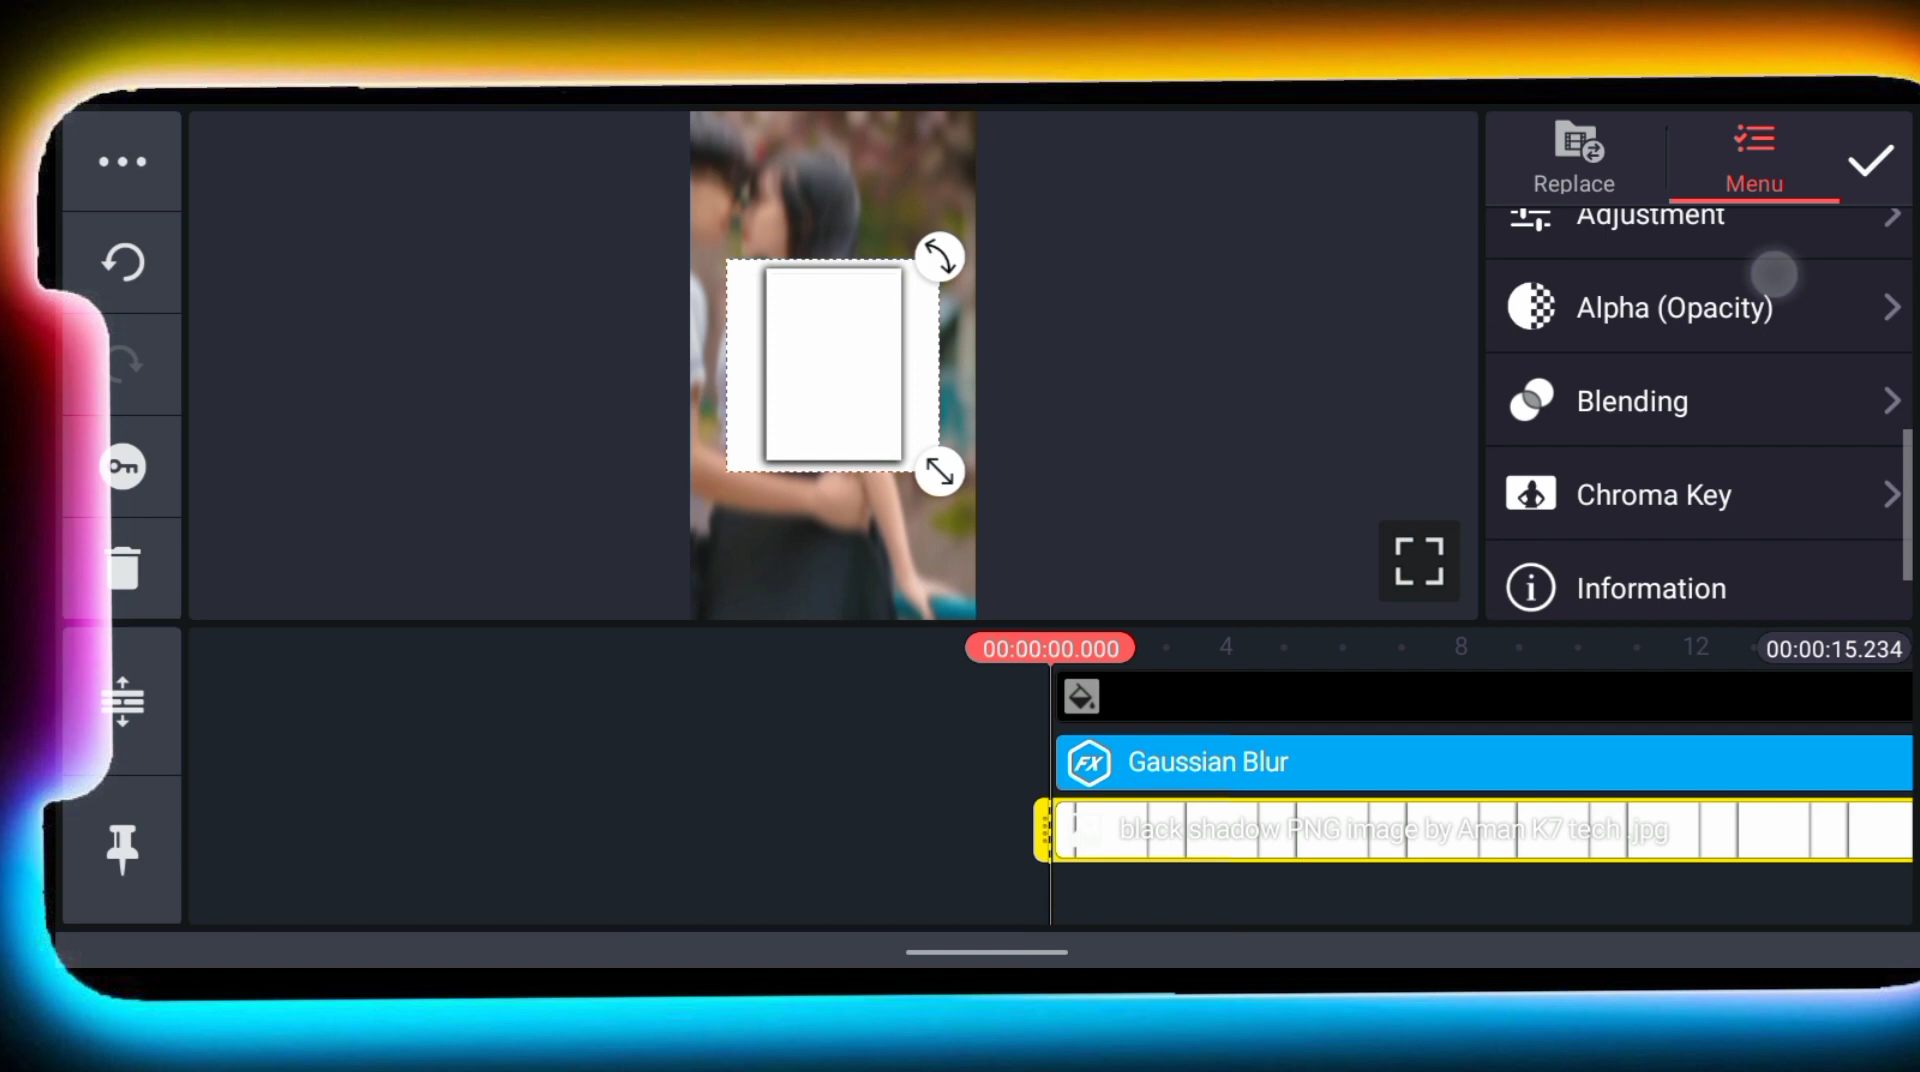 Replace
Menu
Adjustment
Alpha (Opacity)
Blending
Chroma Key
Information
00:00:00.000
4
8
12
00:00:15.234
FX
Gaussian Blur
black shadow PNG image by Aman K7 tech .jpg